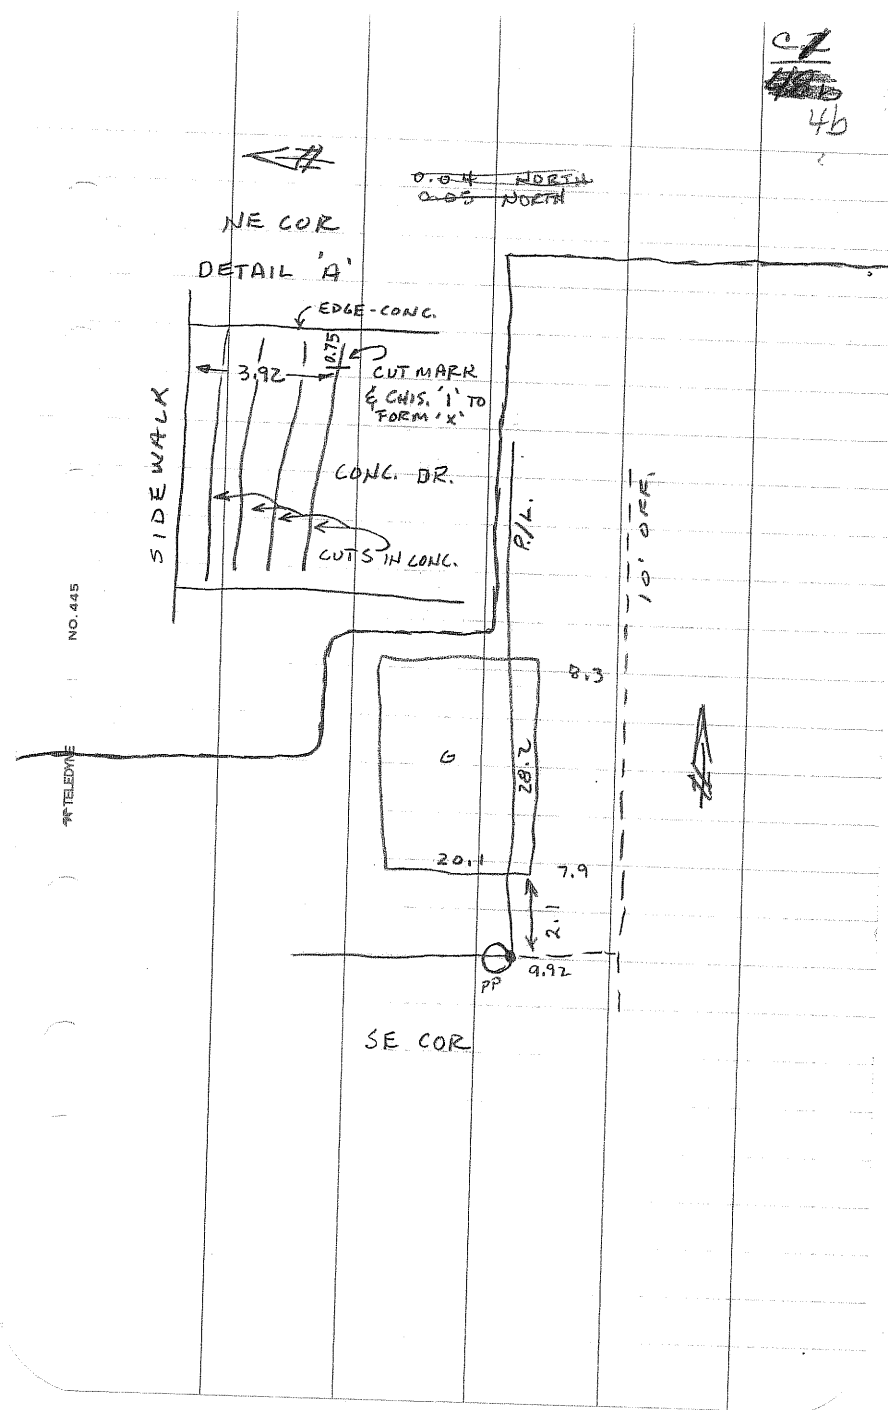 4b
0.04 NORTH
0.05 NORTH
NE COR
DETAIL 'A'
EDGE-CONC.
0.75
3.92
CUT MARK
& CHIS. '1' TO
FORM 'X'
SIDEWALK
CONC. DR.
CUTS IN CONC.
P/L.
10' OFF.
NO. 445
TELEDYNE
8.3
G
28.2
20.1
7.9
2.1
PP
9.92
SE COR